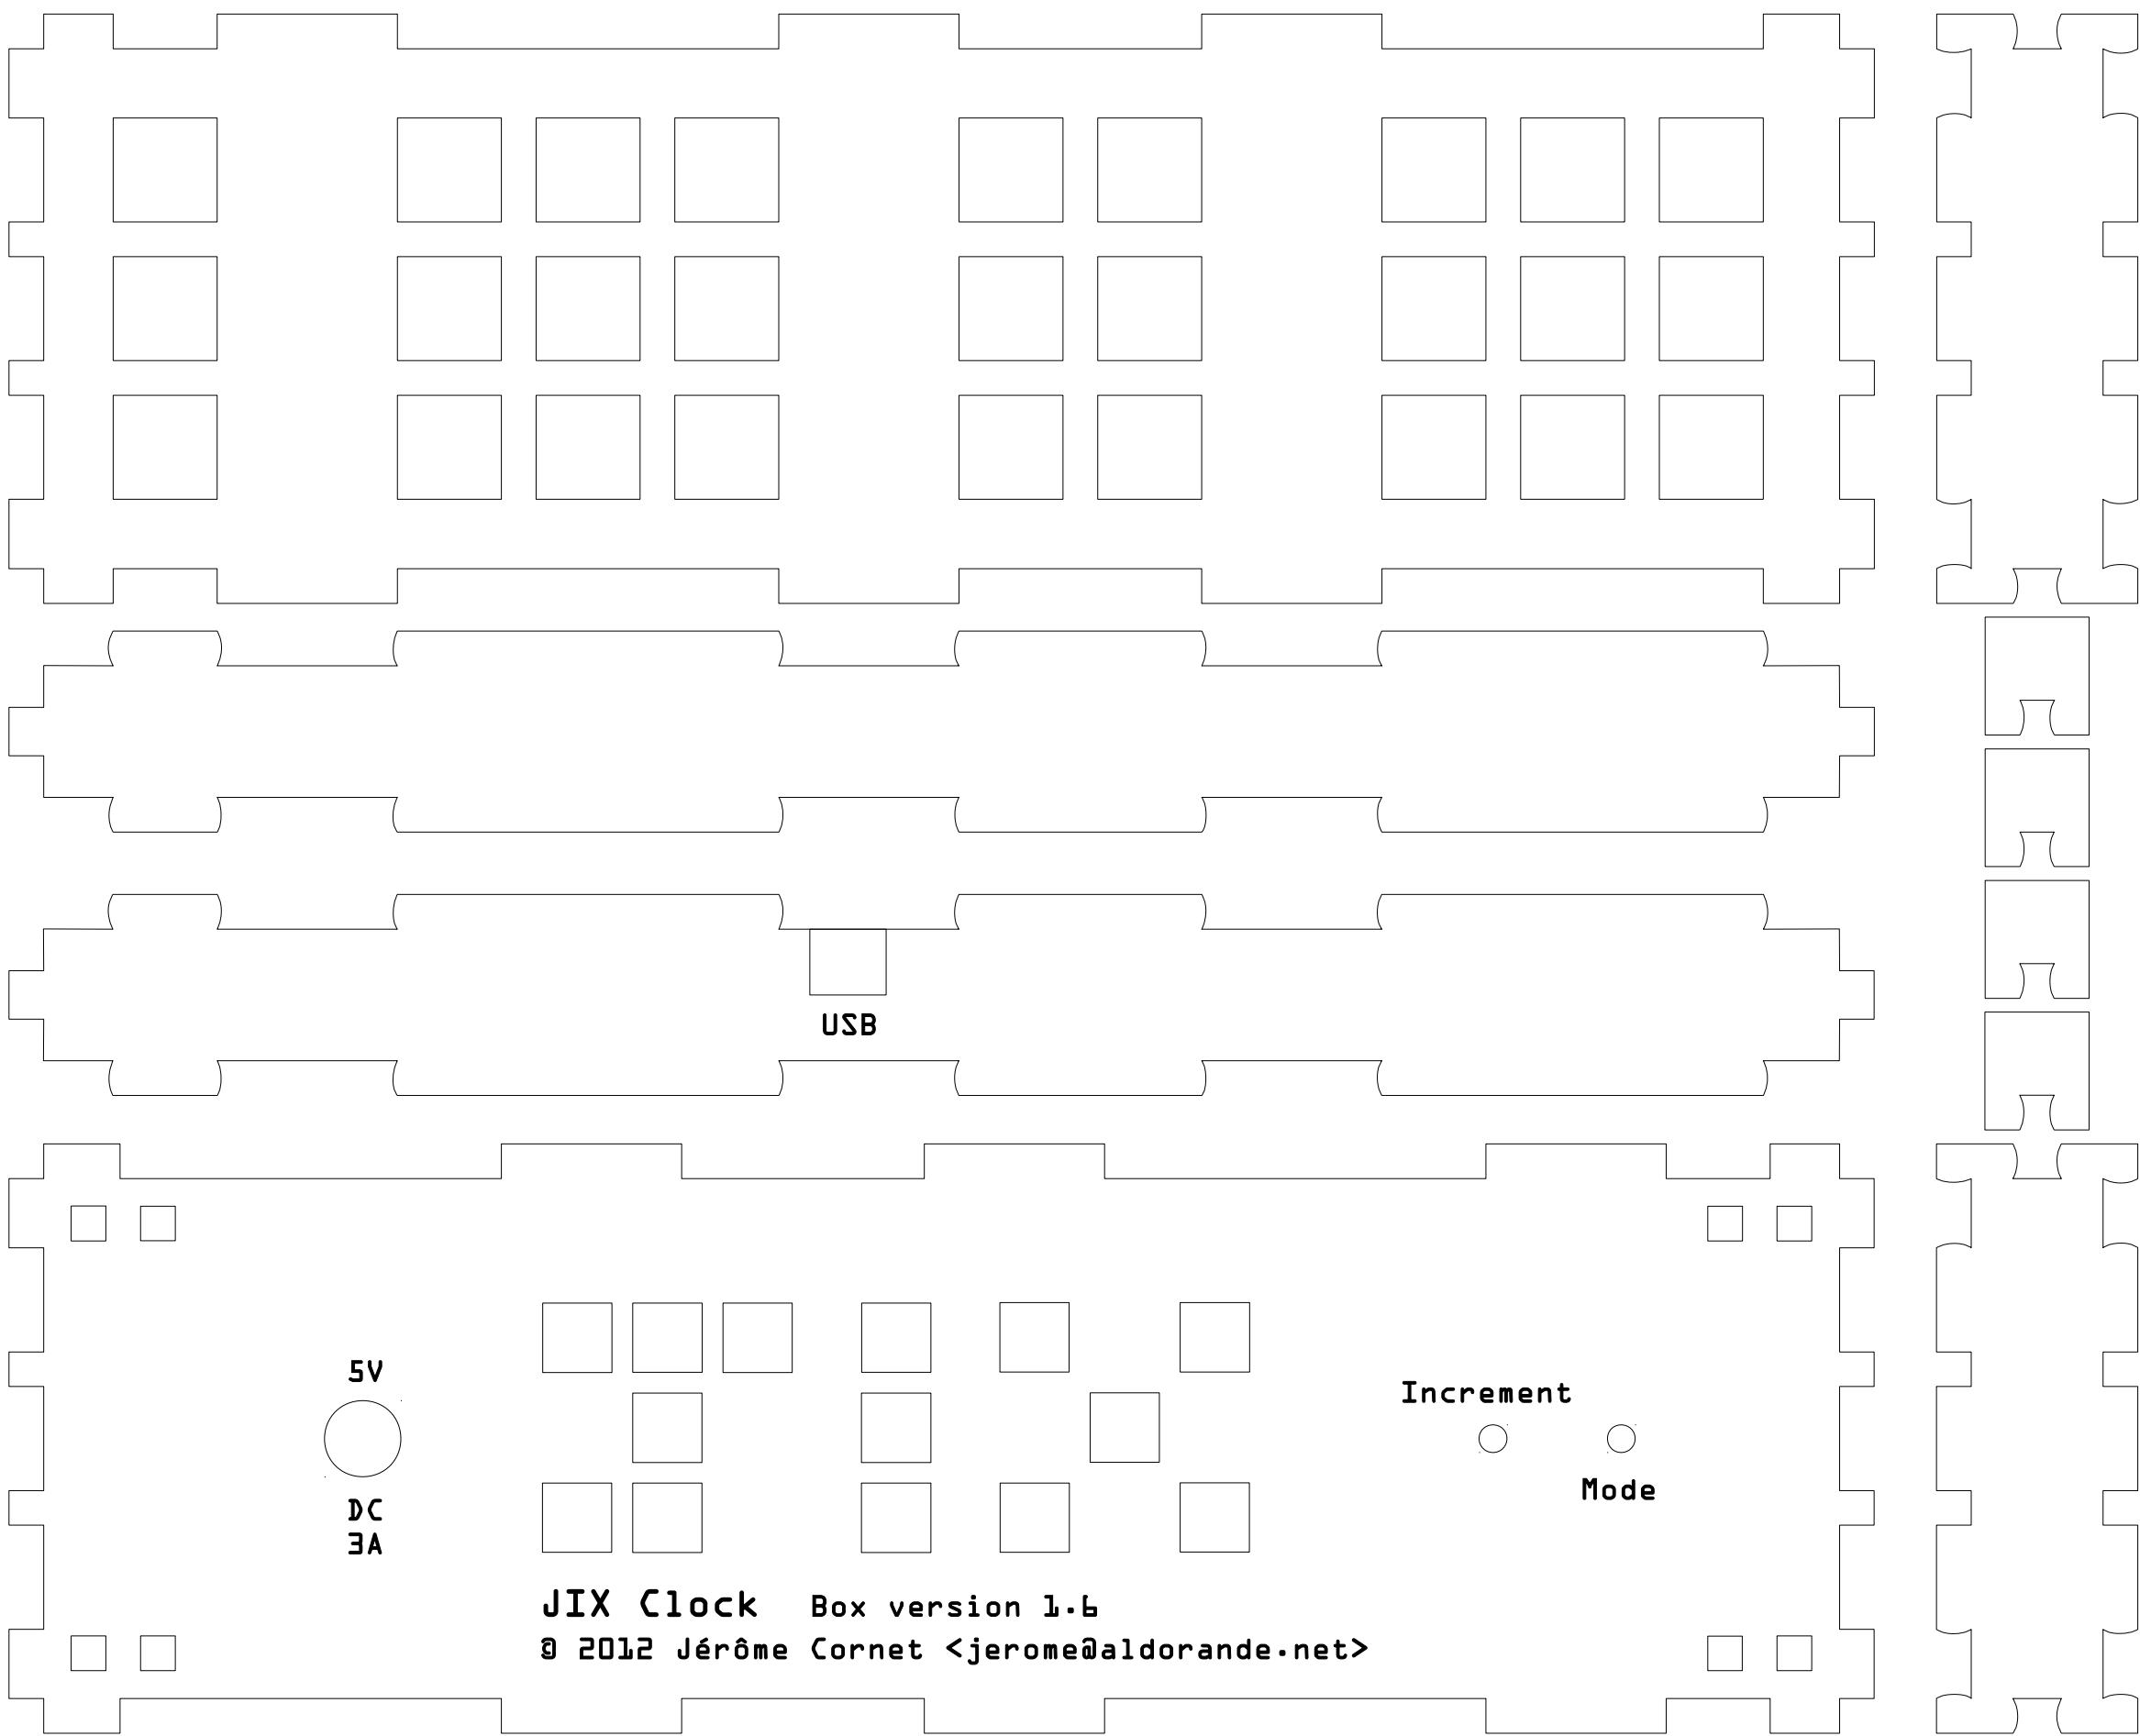 USB
5V
DC
3A
Increment
Mode
JIX Clock Box version 1.6
© 2012 Jérôme Cornet <jerome@aldorande.net>